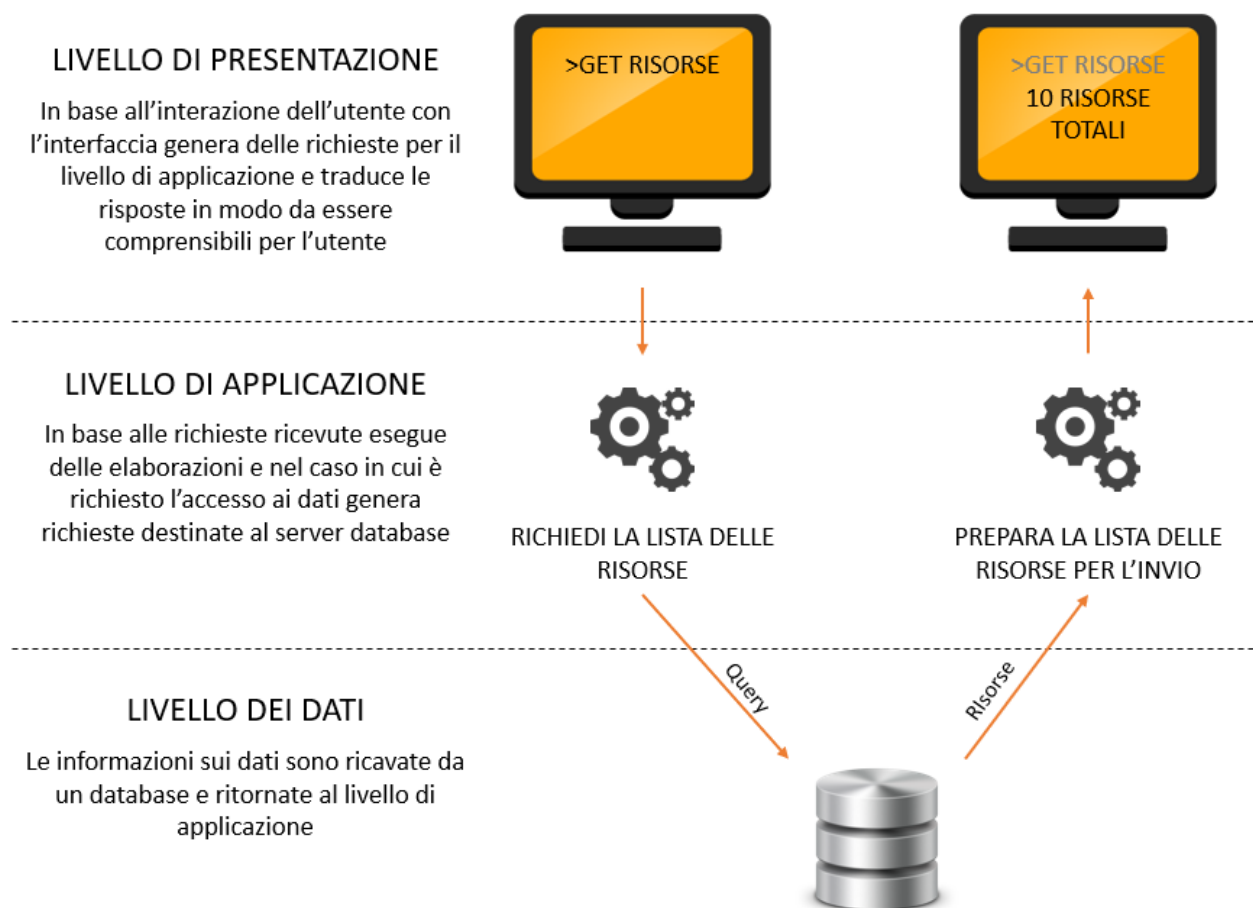 LIVELLO DI PRESENTAZIONE
In base all’interazione dell’utente con
l’interfaccia genera delle richieste per il
livello di applicazione e traduce le
risposte in modo da essere
comprensibili per l’utente
>GET RISORSE
>GET RISORSE
10 RISORSE
TOTALI
LIVELLO DI APPLICAZIONE
In base alle richieste ricevute esegue
delle elaborazioni e nel caso in cui è
richiesto l’accesso ai dati genera
richieste destinate al server database
RICHIEDI LA LISTA DELLE
RISORSE
PREPARA LA LISTA DELLE
RISORSE PER L’INVIO
LIVELLO DEI DATI
Le informazioni sui dati sono ricavate da
un database e ritornate al livello di
applicazione
Query
RIsorse